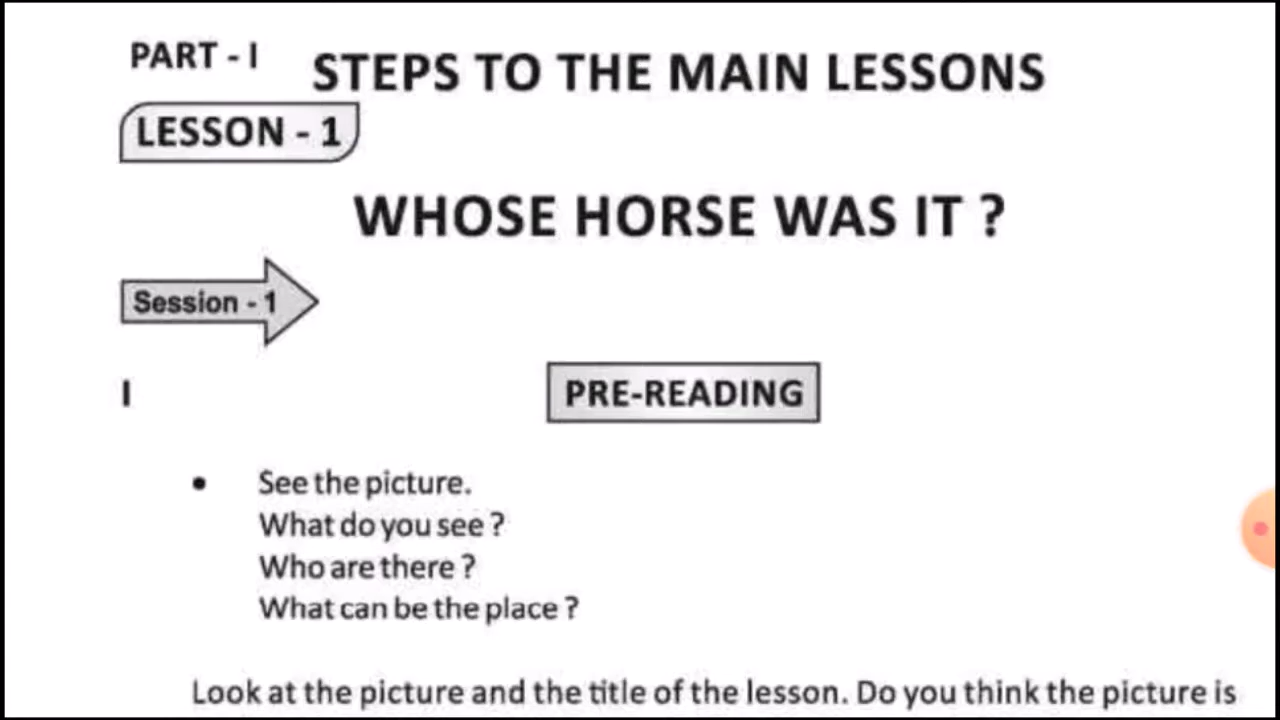 PART - I
STEPS TO THE MAIN LESSONS
LESSON - 1
WHOSE HORSE WAS IT ?
Session - 1
I
PRE-READING
• See the picture.
What do you see ?
Who are there ?
What can be the place ?
Look at the picture and the title of the lesson. Do you think the picture is